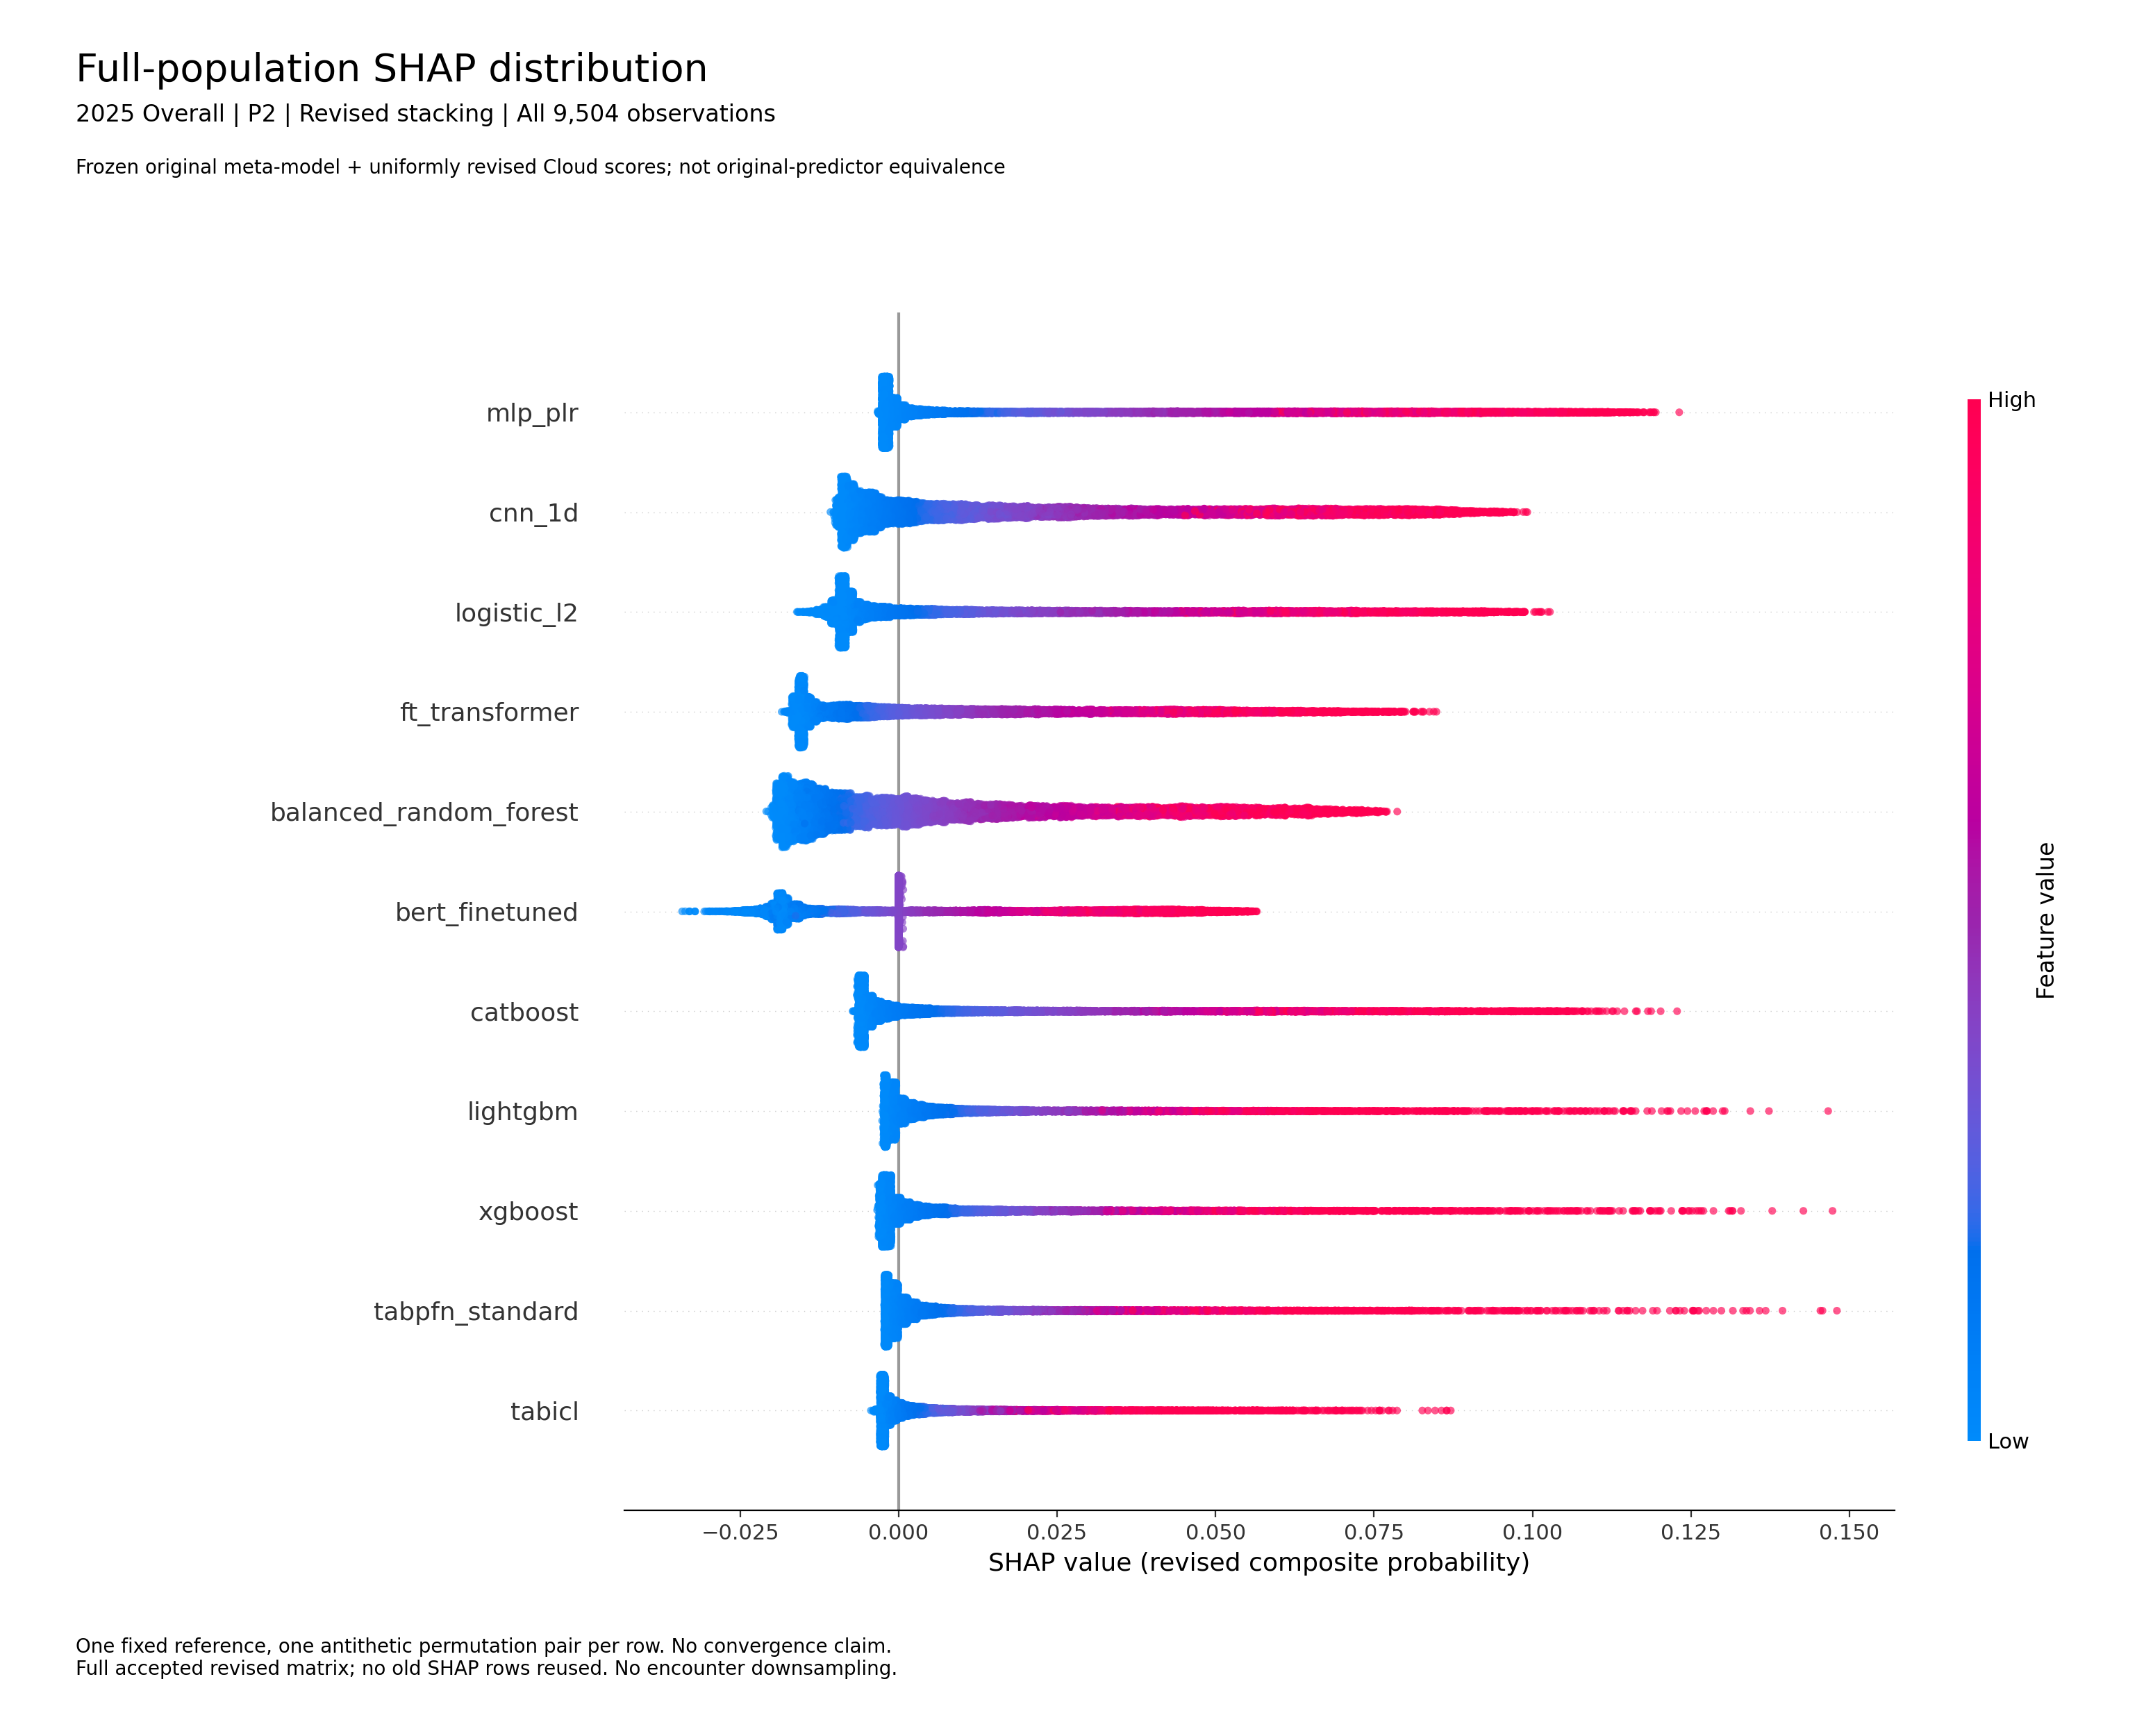 Full-population SHAP distribution
2025 Overall | P2 | Revised stacking | All 9,504 observations
Frozen original meta-model + uniformly revised Cloud scores; not original-predictor equivalence
mlp_plr
cnn_1d
logistic_l2
ft_transformer
balanced_random_forest
bert_finetuned
catboost
lightgbm
xgboost
tabpfn_standard
tabicl
High
Feature value
Low
−0.025 0.000 0.025 0.050 0.075 0.100 0.125 0.150
SHAP value (revised composite probability)
One fixed reference, one antithetic permutation pair per row. No convergence claim.
Full accepted revised matrix; no old SHAP rows reused. No encounter downsampling.